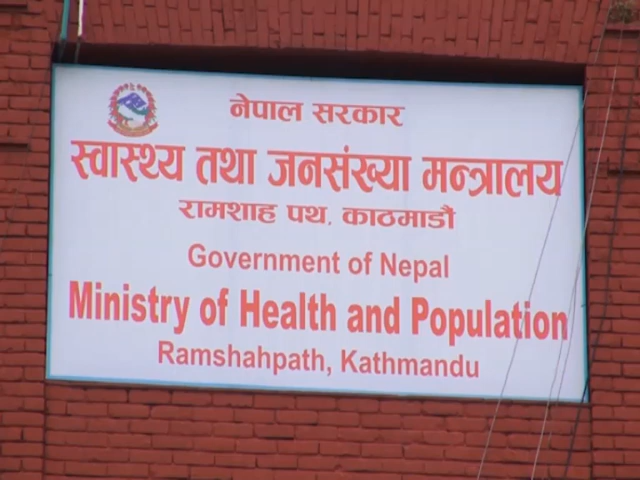 नेपाल सरकार
स्वास्थ्य तथा जनसंख्या मन्त्रालय
रामशाह पथ, काठमाडौ
Government of Nepal
Ministry of Health and Population
Ramshahpath, Kathmandu